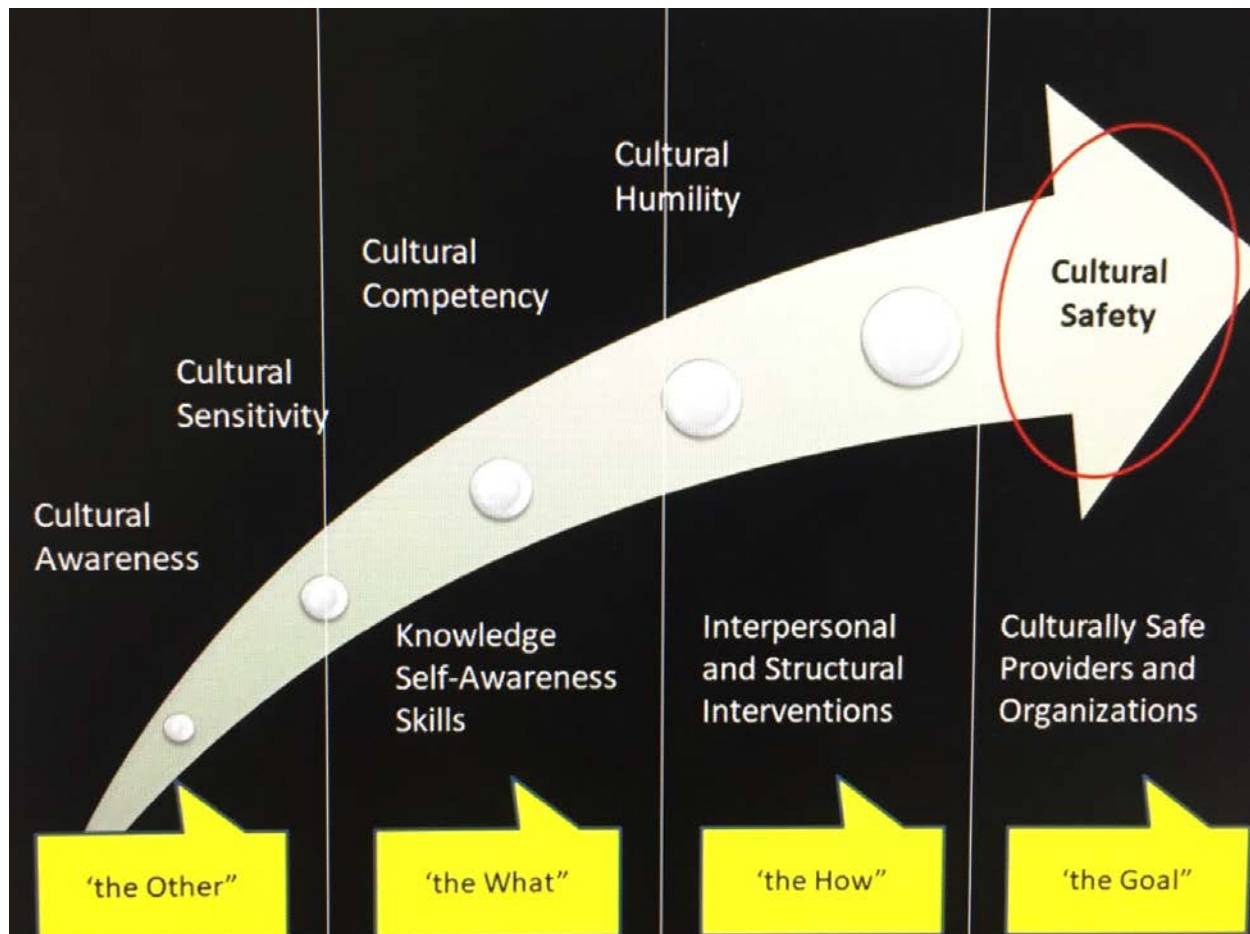 Cultural
Humility
Cultural
Competency
Cultural
Safety
Cultural
Sensitivity
Cultural
Awareness
Knowledge
Self-Awareness
Skills
Interpersonal
and Structural
Interventions
Culturally Safe
Providers and
Organizations
‘the Other”
‘the What”
‘the How”
‘the Goal”